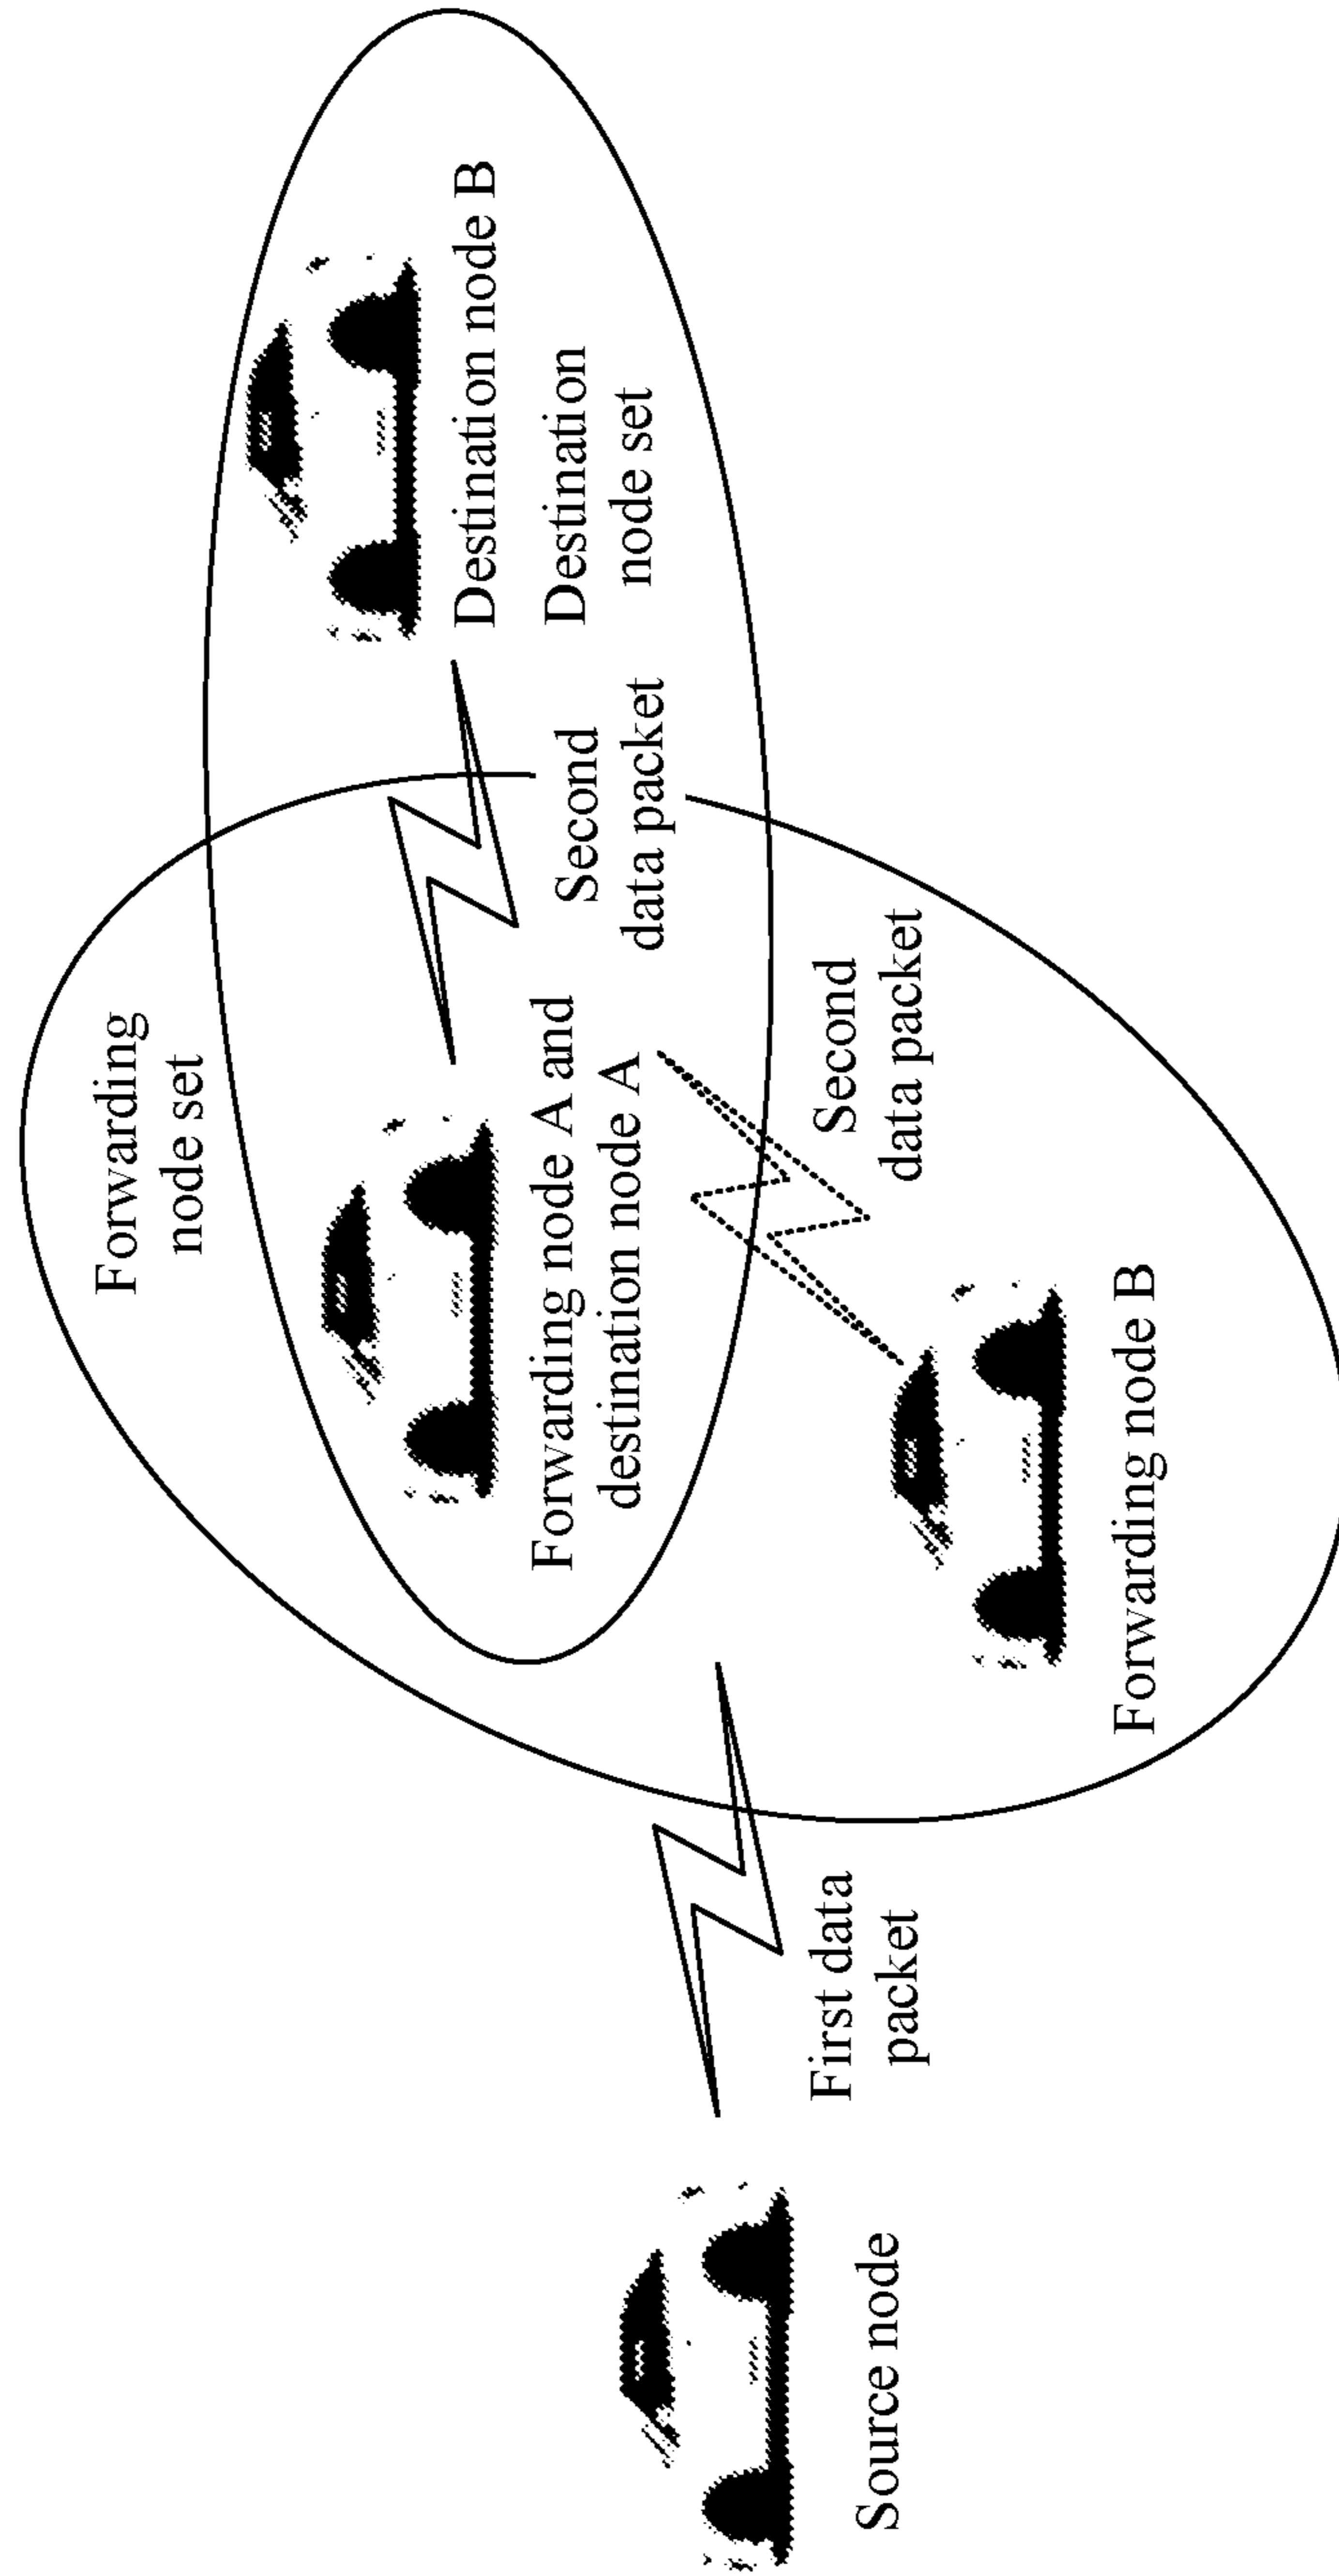 Forwarding
node set
Forwarding node A and
destination node A
Second
data packet
Destination node B
Destination
node set
Source node
First data
packet
Second
data packet
Forwarding node B